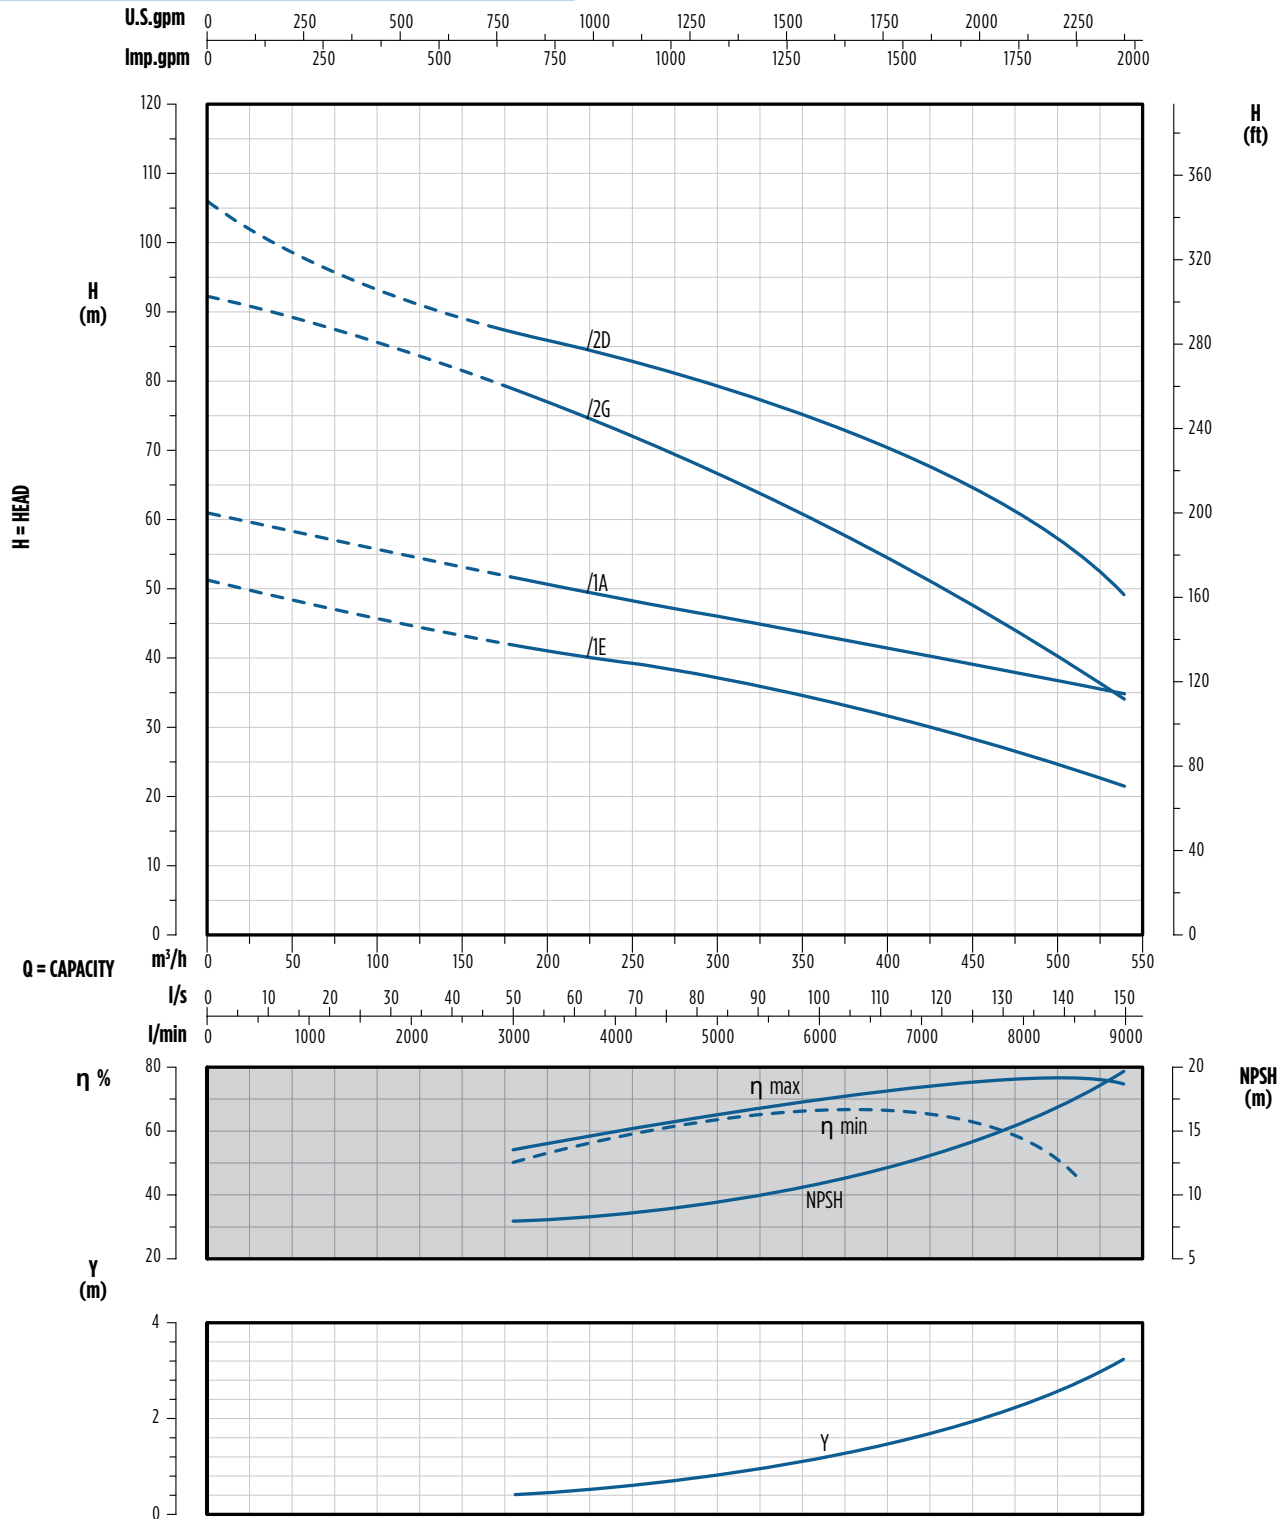 U.S.gpm 0 250 500 750 1000 1250 1500 1750 2000 2250
Imp.gpm 0 250 500 750 1000 1250 1500 1750 2000
H
(m)
H
(ft)
H = HEAD
120
110
100
90
80
70
60
50
40
30
20
10
0
360
320
280
240
200
160
120
80
40
0
/2D
/2G
/1A
/1E
Q = CAPACITY
m³/h 0 50 100 150 200 250 300 350 400 450 500 550
l/s 0 10 20 30 40 50 60 70 80 90 100 110 120 130 140 150
l/min 0 1000 2000 3000 4000 5000 6000 7000 8000 9000
η %
80
60
40
20
η max
η min
NPSH
NPSH
(m)
20
15
10
5
Y
(m)
4
2
0
Y